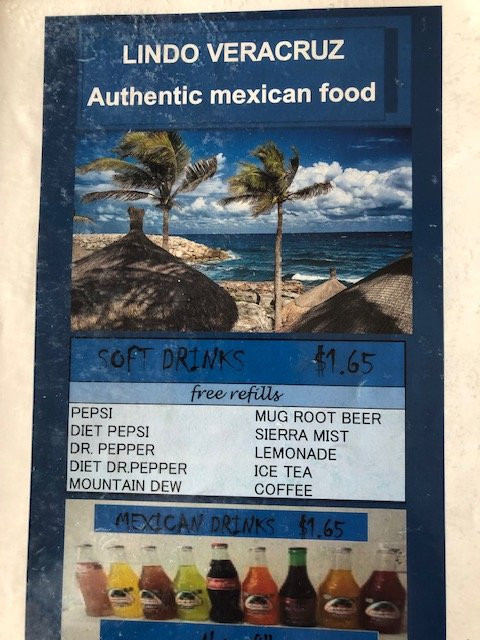 LINDO VERACRUZ
Authentic mexican food
SOFT DRINKS $1.65
free refills
PEPSI
DIET PEPSI
DR. PEPPER
DIET DR.PEPPER
MOUNTAIN DEW
MUG ROOT BEER
SIERRA MIST
LEMONADE
ICE TEA
COFFEE
MEXICAN DRINKS $1.65